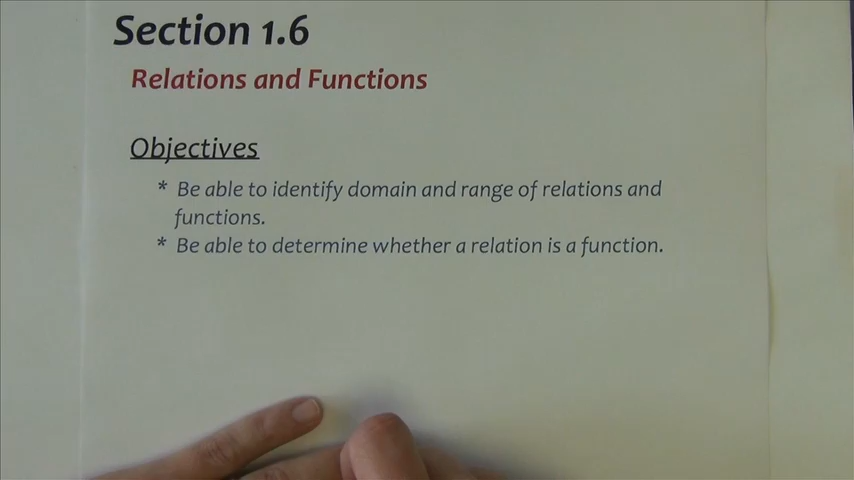 Section 1.6
Relations and Functions
Objectives
* Be able to identify domain and range of relations and
functions.
* Be able to determine whether a relation is a function.